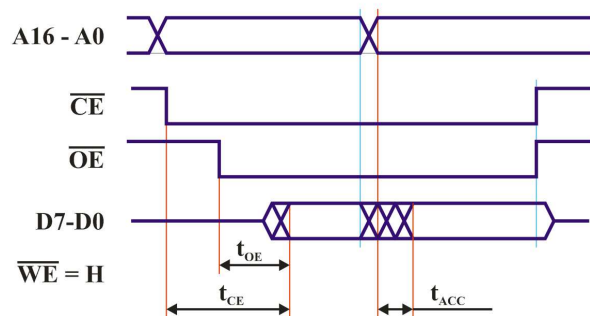 A16 - A0
CE
OE
D7-D0
tOE
WE = H
tCE
tACC